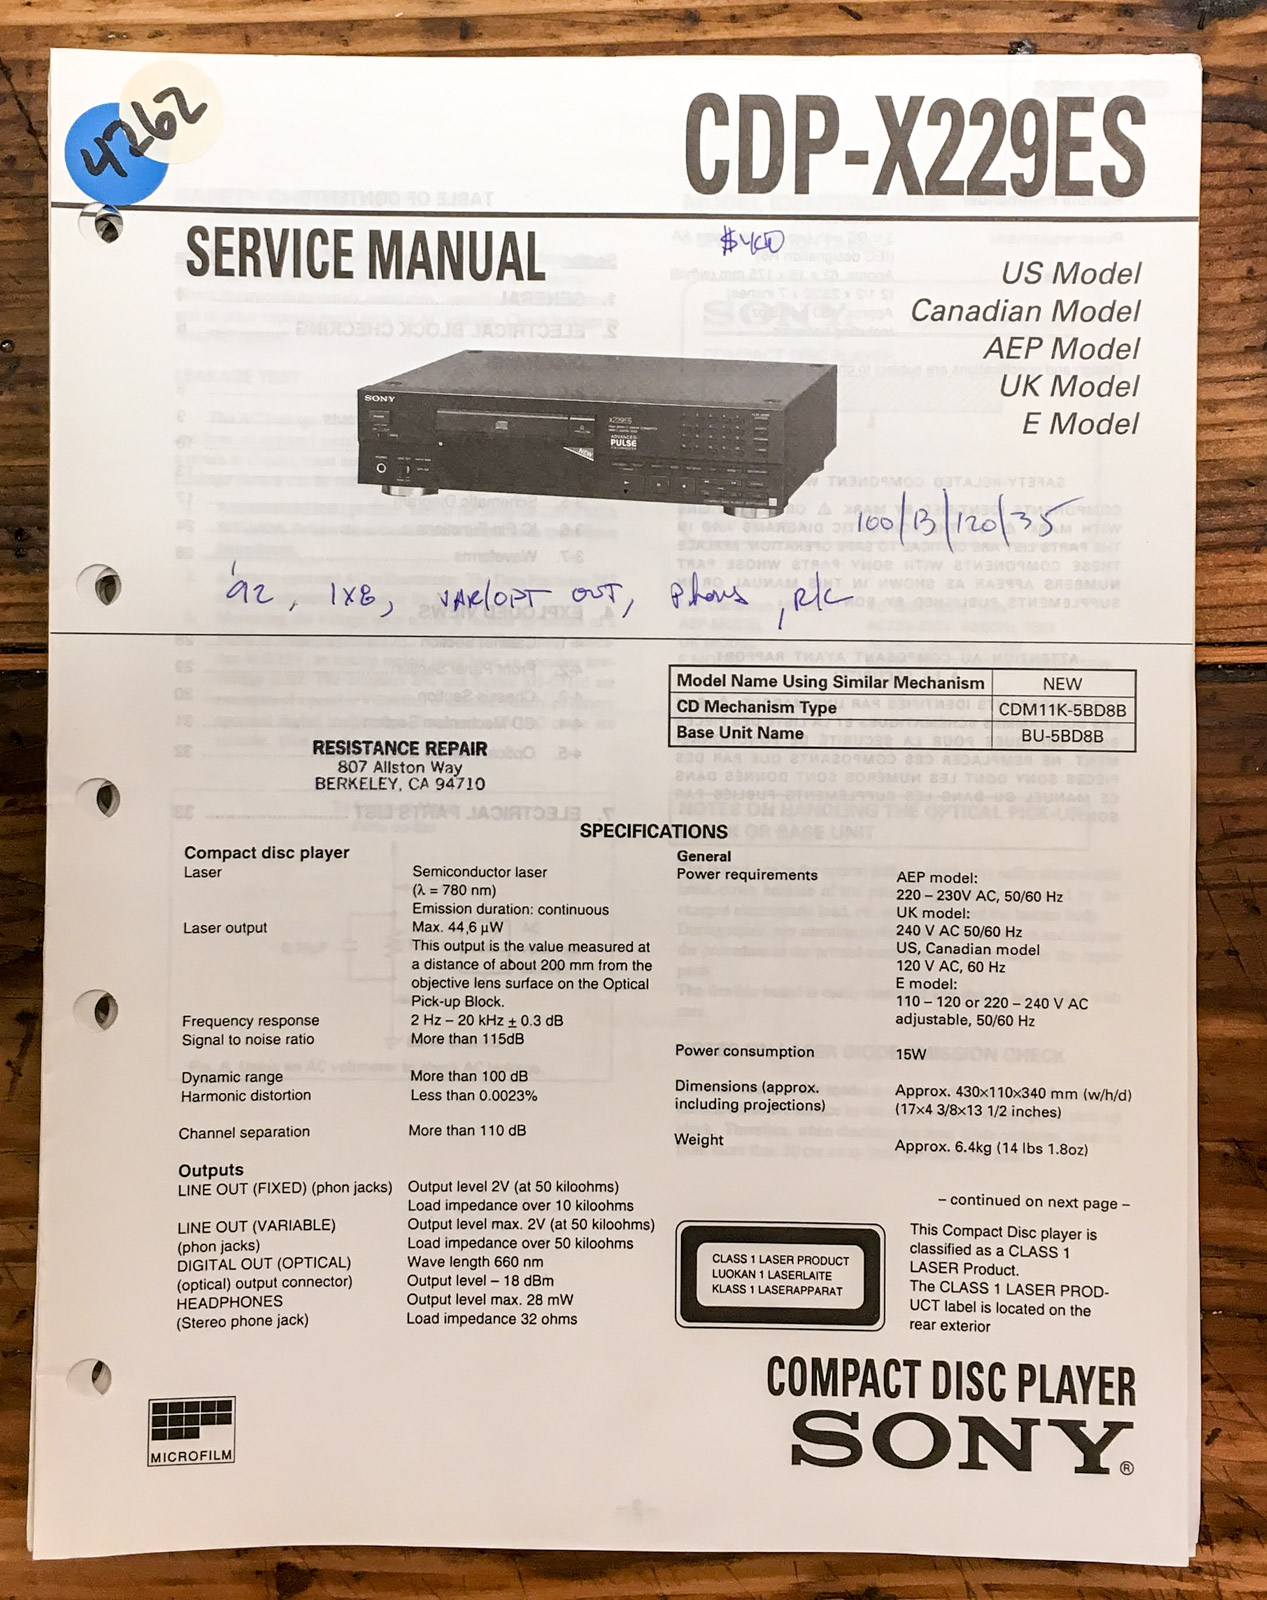 4262
CDP-X229ES
SERVICE MANUAL
$400
US Model
Canadian Model
AEP Model
UK Model
E Model
SONY
X229ES
ADVANCED
PULSE
NEW
100/13/120/35
'92, 1XB, VAR/OPT OUT, phons, R/C
Model Name Using Similar Mechanism NEW
CD Mechanism Type CDM11K-5BD8B
Base Unit Name BU-5BD8B
RESISTANCE REPAIR
807 Allston Way
BERKELEY, CA 94710
SPECIFICATIONS
Compact disc player
Laser Semiconductor laser
(λ = 780 nm)
Emission duration: continuous
Laser output Max. 44,6 µW
This output is the value measured at
a distance of about 200 mm from the
objective lens surface on the Optical
Pick-up Block.
Frequency response 2 Hz – 20 kHz ± 0.3 dB
Signal to noise ratio More than 115dB
Dynamic range More than 100 dB
Harmonic distortion Less than 0.0023%
Channel separation More than 110 dB
Outputs
LINE OUT (FIXED) (phon jacks) Output level 2V (at 50 kiloohms)
Load impedance over 10 kiloohms
LINE OUT (VARIABLE) Output level max. 2V (at 50 kiloohms)
(phon jacks) Load impedance over 50 kiloohms
DIGITAL OUT (OPTICAL) Wave length 660 nm
(optical) output connector) Output level – 18 dBm
HEADPHONES Output level max. 28 mW
(Stereo phone jack) Load impedance 32 ohms
General
Power requirements AEP model:
220 – 230V AC, 50/60 Hz
UK model:
240 V AC 50/60 Hz
US, Canadian model
120 V AC, 60 Hz
E model:
110 – 120 or 220 – 240 V AC
adjustable, 50/60 Hz
Power consumption 15W
Dimensions (approx. Approx. 430×110×340 mm (w/h/d)
including projections) (17×4 3/8×13 1/2 inches)
Weight Approx. 6.4kg (14 lbs 1.8oz)
– continued on next page –
CLASS 1 LASER PRODUCT
LUOKAN 1 LASERLAITE
KLASS 1 LASERAPPARAT
This Compact Disc player is
classified as a CLASS 1
LASER Product.
The CLASS 1 LASER PROD-
UCT label is located on the
rear exterior
MICROFILM
COMPACT DISC PLAYER
SONY®